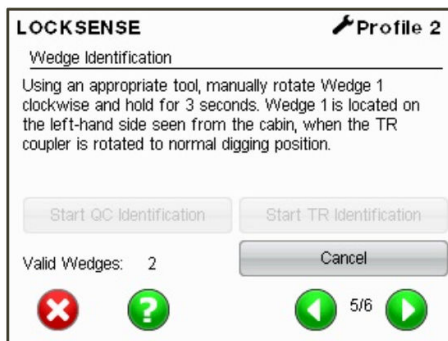 LOCKSENSE Profile 2
Wedge Identification
Using an appropriate tool, manually rotate Wedge 1
clockwise and hold for 3 seconds. Wedge 1 is located on
the left-hand side seen from the cabin, when the TR
coupler is rotated to normal digging position.
Start QC Identification Start TR Identification
Valid Wedges: 2 Cancel
? 5/6